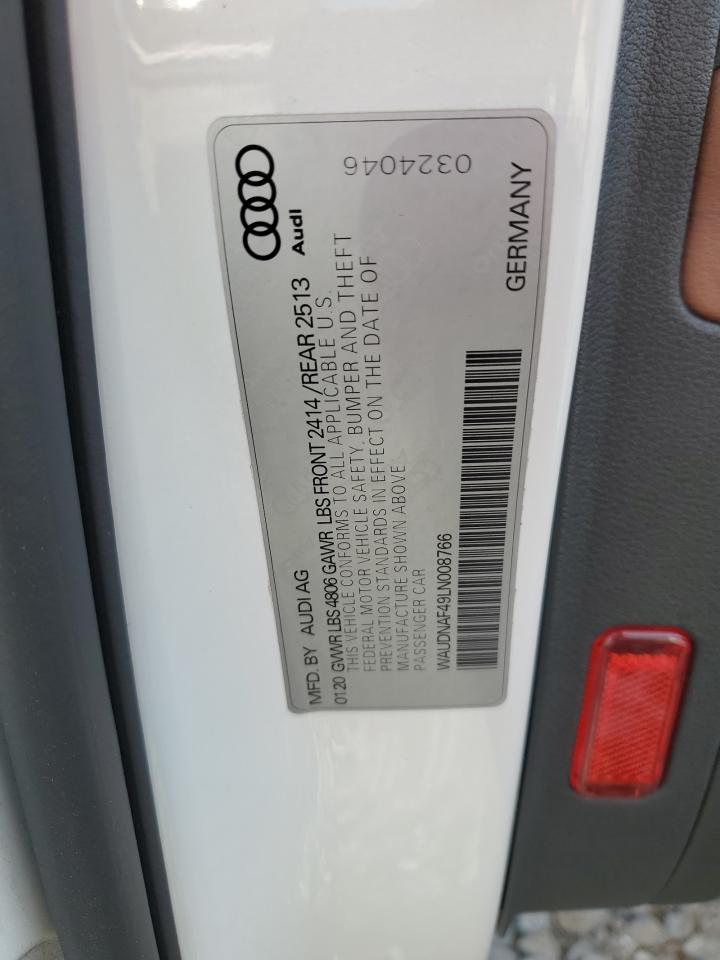 Audi
0324046
MFD. BY AUDI AG
0120 GVWR LBS 4806 GAWR LBS FRONT 2414 / REAR 2513
THIS VEHICLE CONFORMS TO ALL APPLICABLE U.S.
FEDERAL MOTOR VEHICLE SAFETY, BUMPER AND THEFT
PREVENTION STANDARDS IN EFFECT ON THE DATE OF
MANUFACTURE SHOWN ABOVE
PASSENGER CAR
GERMANY
WAUDNAF49LN008766